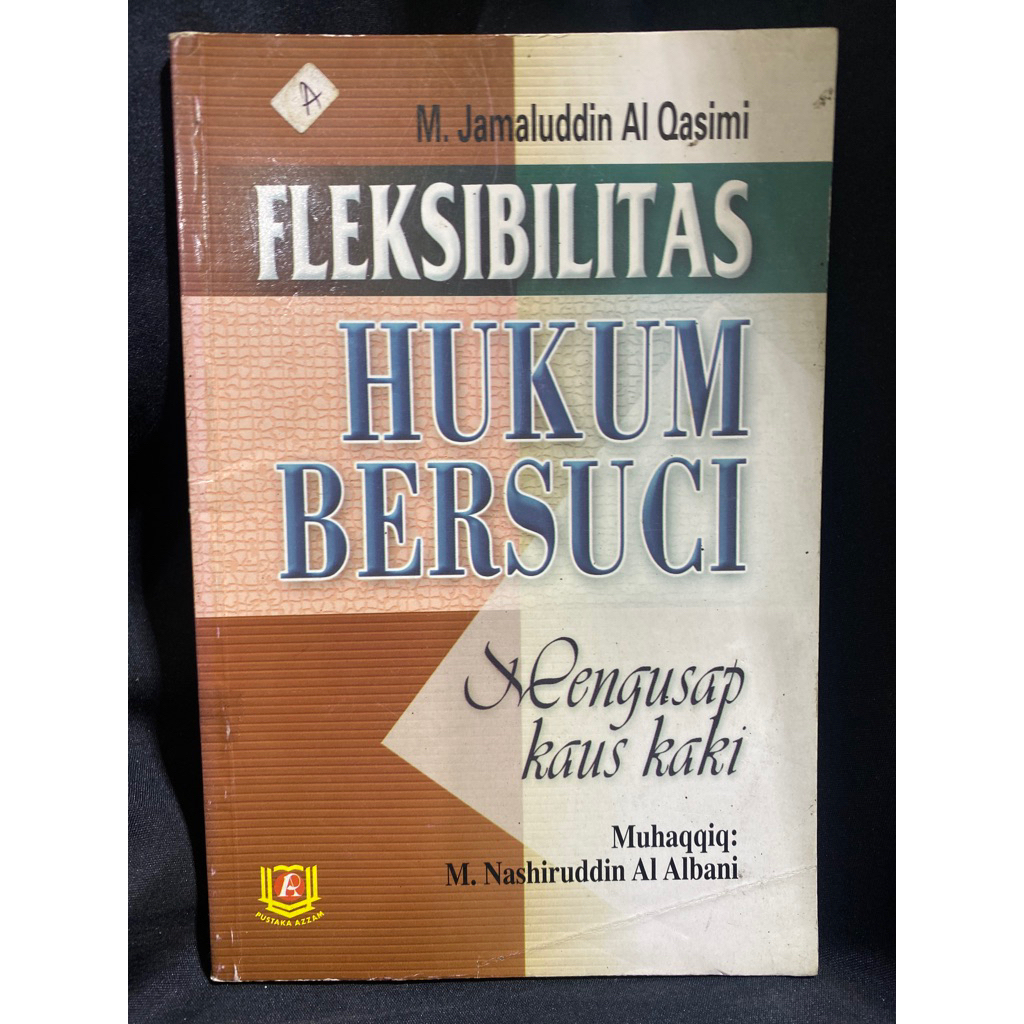 A
M. Jamaluddin Al Qasimi
FLEKSIBILITAS
HUKUM
BERSUCI
Mengusap
kaus kaki
Muhaqqiq:
M. Nashiruddin Al Albani
PUSTAKA AZZAM